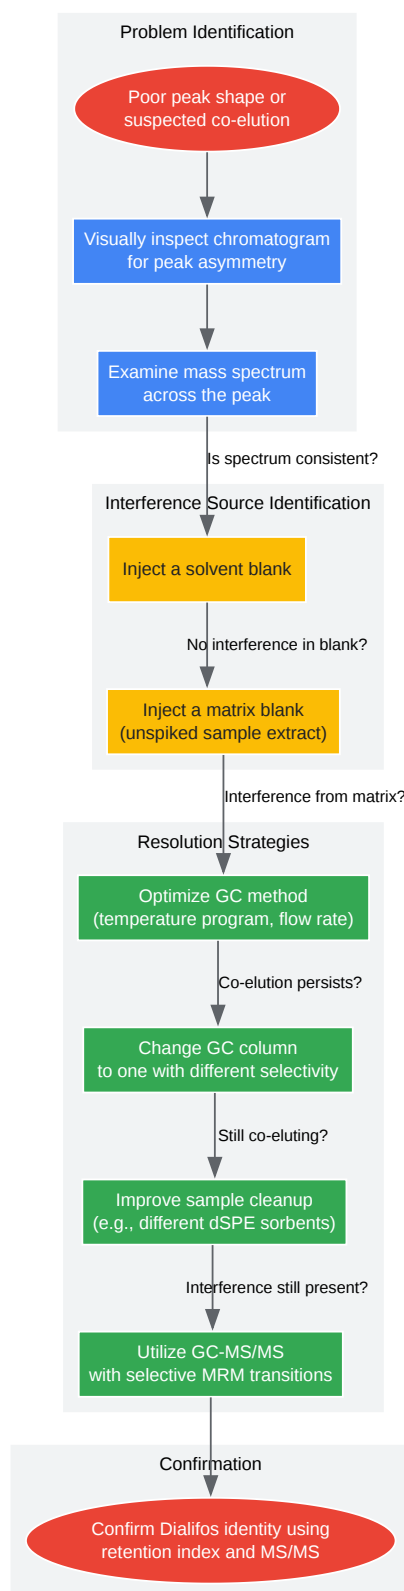 Problem Identification
Poor peak shape or
suspected co-elution
Visually inspect chromatogram
for peak asymmetry
Examine mass spectrum
across the peak
Is spectrum consistent?
Interference Source Identification
Inject a solvent blank
No interference in blank?
Inject a matrix blank
(unspiked sample extract)
Interference from matrix?
Resolution Strategies
Optimize GC method
(temperature program, flow rate)
Co-elution persists?
Change GC column
to one with different selectivity
Still co-eluting?
Improve sample cleanup
(e.g., different dSPE sorbents)
Interference still present?
Utilize GC-MS/MS
with selective MRM transitions
Confirmation
Confirm Dialifos identity using
retention index and MS/MS